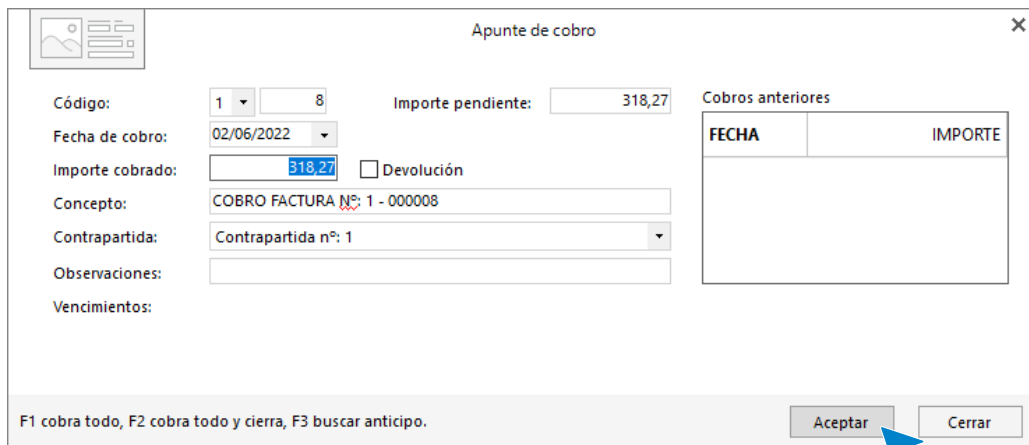 Apunte de cobro
Código: 1 8 Importe pendiente: 318,27
Cobros anteriores
FECHA IMPORTE
Fecha de cobro: 02/06/2022
Importe cobrado: 318,27 Devolución
Concepto: COBRO FACTURA Nº: 1 - 000008
Contrapartida: Contrapartida nº: 1
Observaciones:
Vencimientos:
F1 cobra todo, F2 cobra todo y cierra, F3 buscar anticipo.
Aceptar Cerrar